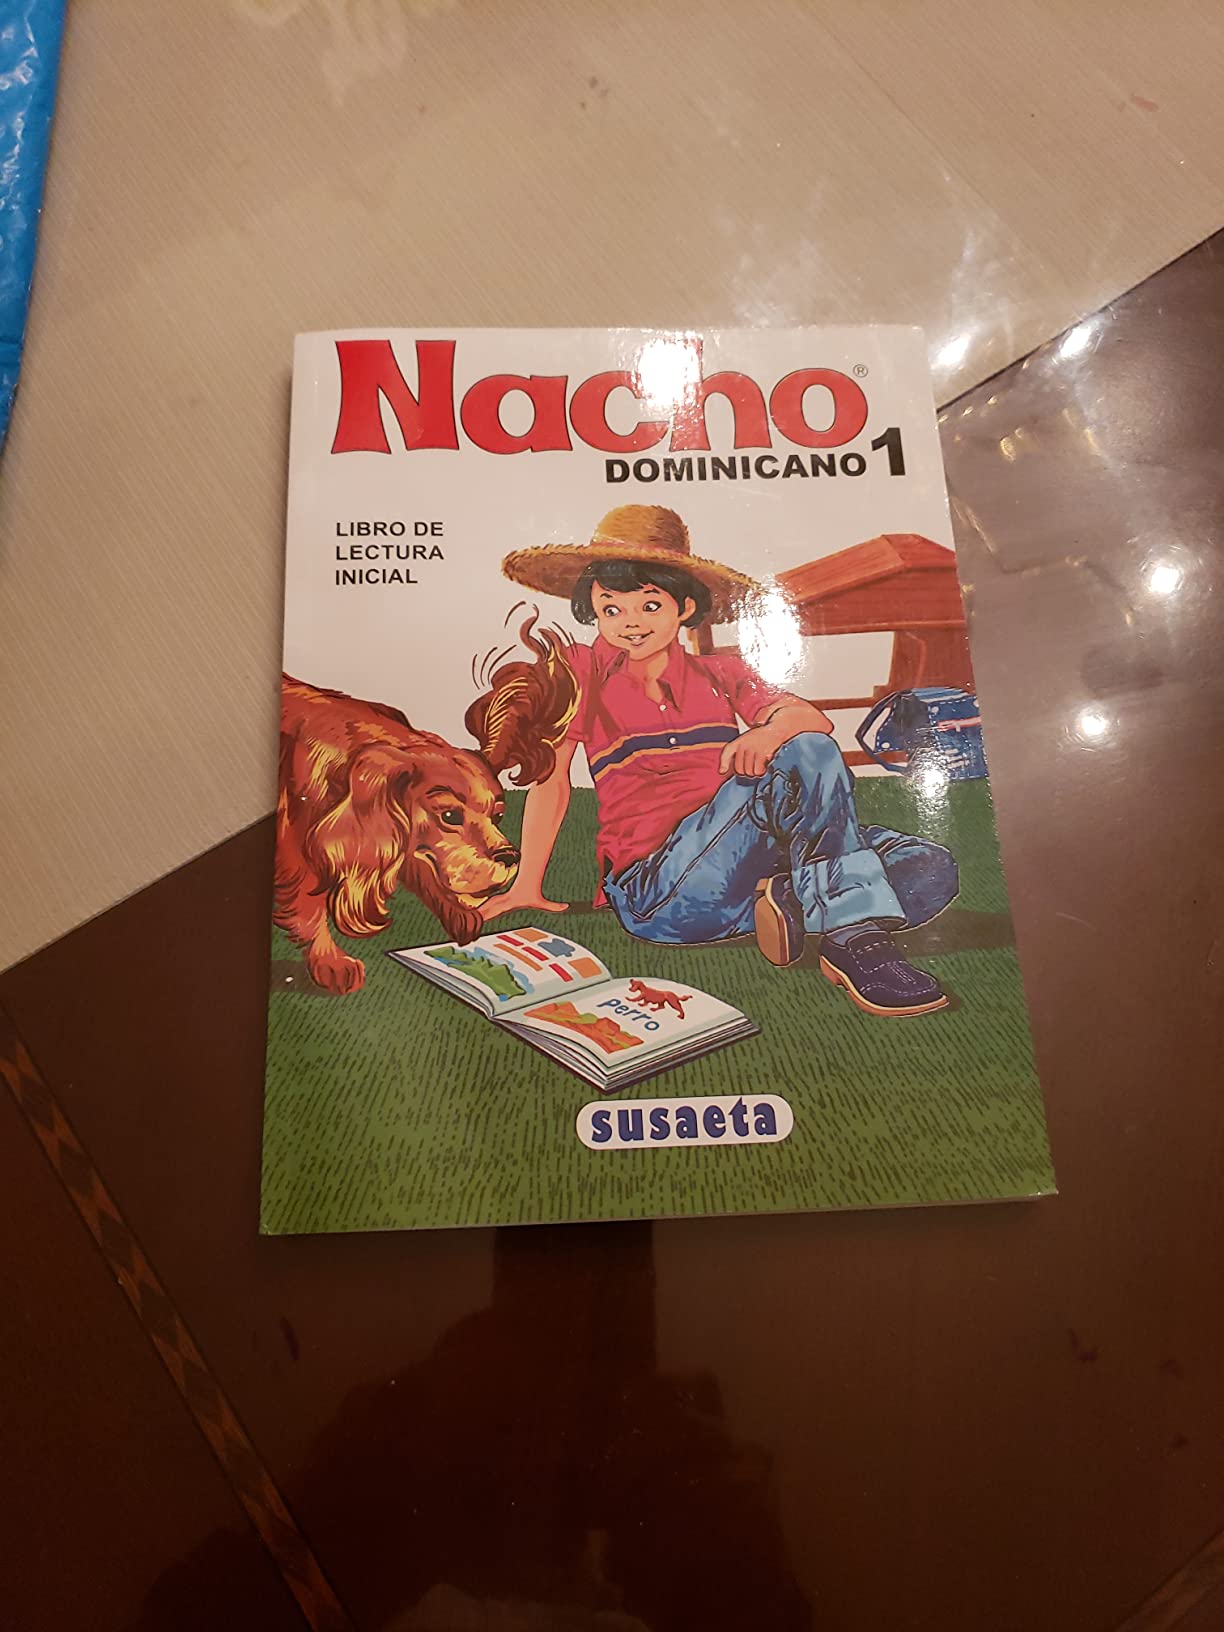 Nacho®
DOMINICANO 1
LIBRO DE
LECTURA
INICIAL
perro
susaeta